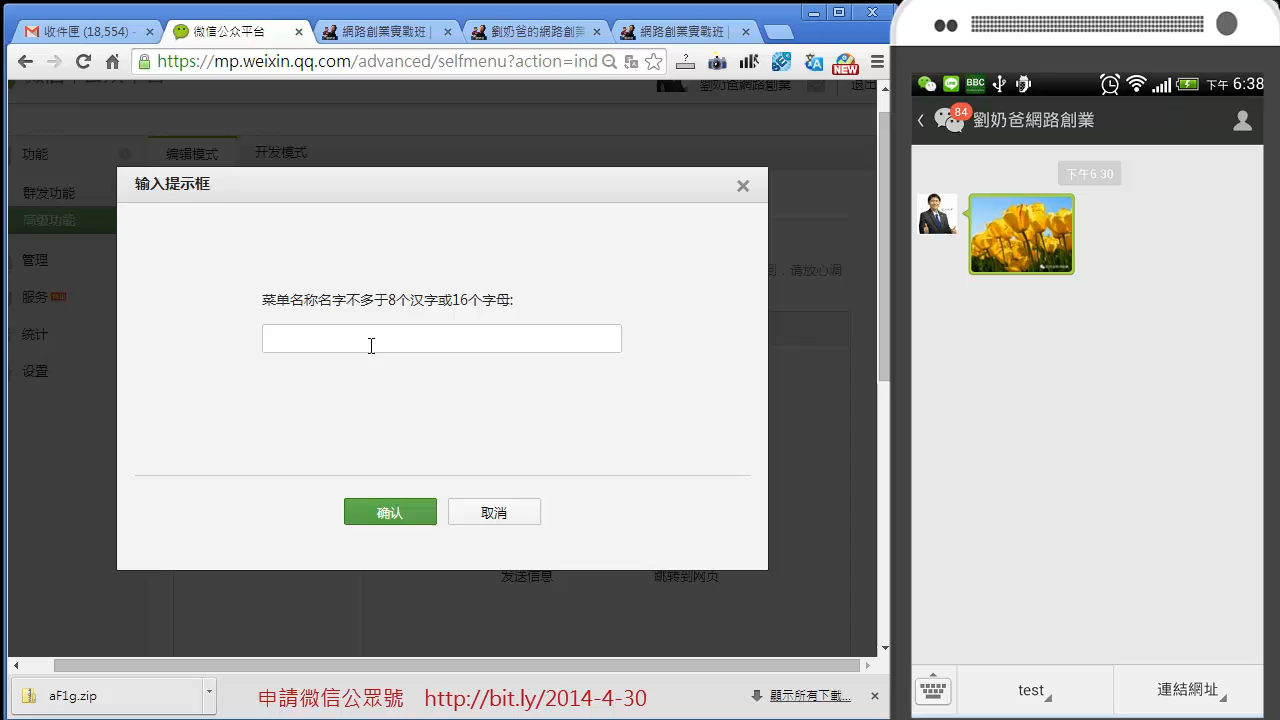 收件匣 (18,554) -
微信公众平台
網路創業實戰班 |
劉奶爸的網路創業
網路創業實戰班 |
http://mp.weixin.qq.com/advanced/selfmenu?action=ind
NEW
劉奶爸網路創業
退出
功能
编辑模式
开发模式
群发功能
高级功能
管理
服务
统计
设置
输入提示框
菜单名称名字不多于8个汉字或16个字母:
确认
取消
,请放心调
发送信息
跳转到网页
aF1g.zip
申請微信公眾號 http://bit.ly/2014-4-30
顯示所有下載...
BBC
下午 6:38
84
劉奶爸網路創業
下午6:30
test
連結網址